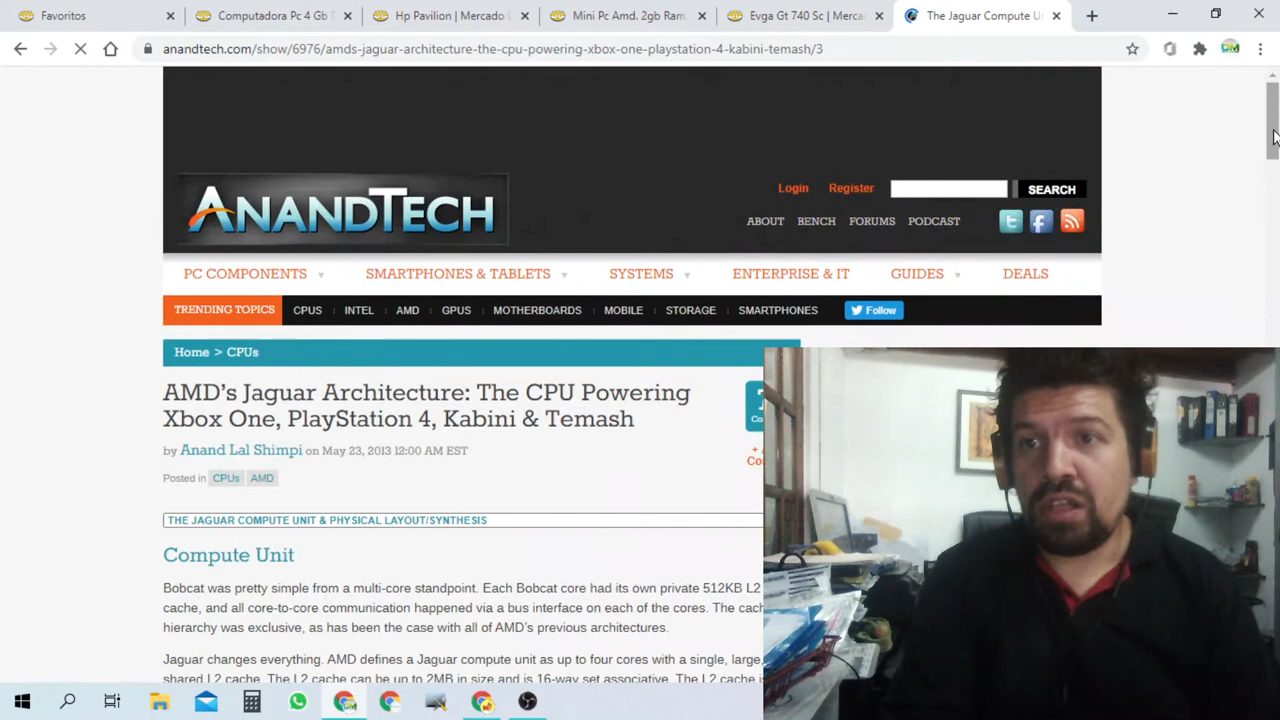 Favoritos
Computadora Pc 4 Gb D
Hp Pavilion | Mercado L
Mini Pc Amd. 2gb Ram.
Evga Gt 740 Sc | Merca
The Jaguar Compute U
anandtech.com/show/6976/amds-jaguar-architecture-the-cpu-powering-xbox-one-playstation-4-kabini-temash/3
ANANDTECH
Login Register SEARCH
ABOUT BENCH FORUMS PODCAST
PC COMPONENTS SMARTPHONES & TABLETS SYSTEMS ENTERPRISE & IT GUIDES DEALS
TRENDING TOPICS CPUS INTEL AMD GPUS MOTHERBOARDS MOBILE STORAGE SMARTPHONES Follow
Home > CPUs
AMD's Jaguar Architecture: The CPU Powering
Xbox One, PlayStation 4, Kabini & Temash
by Anand Lal Shimpi on May 23, 2013 12:00 AM EST
Posted in CPUs AMD
THE JAGUAR COMPUTE UNIT & PHYSICAL LAYOUT/SYNTHESIS
Compute Unit
Bobcat was pretty simple from a multi-core standpoint. Each Bobcat core had its own private 512KB L2
cache, and all core-to-core communication happened via a bus interface on each of the cores. The cac
hierarchy was exclusive, as has been the case with all of AMD's previous architectures.
Jaguar changes everything. AMD defines a Jaguar compute unit as up to four cores with a single, large,
shared L2 cache. The L2 cache can be up to 2MB in size and is 16-way set associative. The L2 cache is